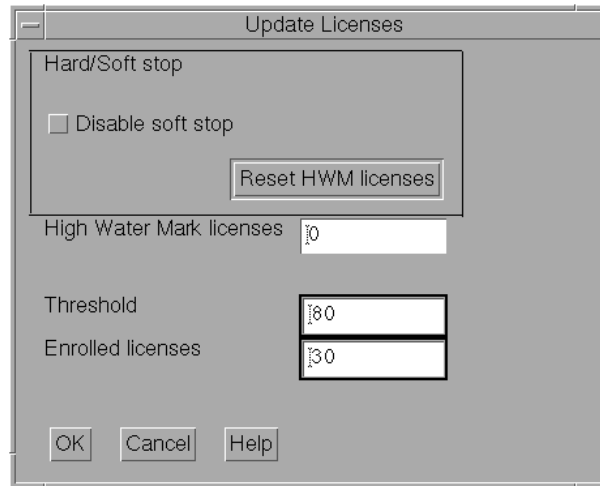 Update Licenses
Hard/Soft stop
Disable soft stop
Reset HWM licenses
High Water Mark licenses 0
Threshold 80
Enrolled licenses 30
OK Cancel Help